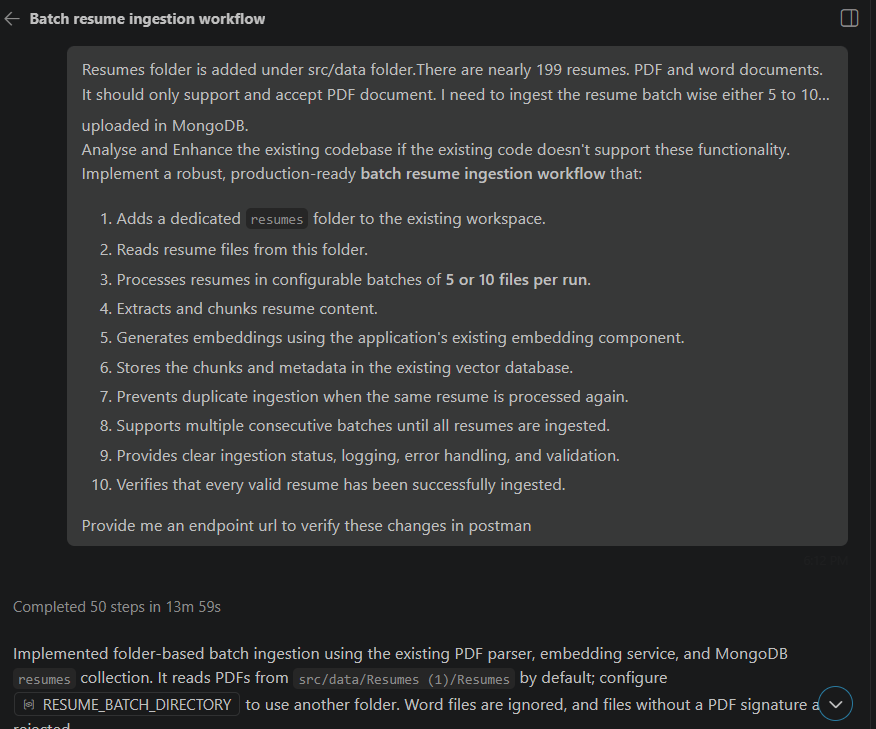 Batch resume ingestion workflow
Resumes folder is added under src/data folder.There are nearly 199 resumes. PDF and word documents.
It should only support and accept PDF document. I need to ingest the resume batch wise either 5 to 10...
uploaded in MongoDB.
Analyse and Enhance the existing codebase if the existing code doesn't support these functionality.
Implement a robust, production-ready batch resume ingestion workflow that:
1. Adds a dedicated resumes folder to the existing workspace.
2. Reads resume files from this folder.
3. Processes resumes in configurable batches of 5 or 10 files per run.
4. Extracts and chunks resume content.
5. Generates embeddings using the application's existing embedding component.
6. Stores the chunks and metadata in the existing vector database.
7. Prevents duplicate ingestion when the same resume is processed again.
8. Supports multiple consecutive batches until all resumes are ingested.
9. Provides clear ingestion status, logging, error handling, and validation.
10. Verifies that every valid resume has been successfully ingested.
Provide me an endpoint url to verify these changes in postman
Completed 50 steps in 13m 59s
Implemented folder-based batch ingestion using the existing PDF parser, embedding service, and MongoDB
resumes collection. It reads PDFs from src/data/Resumes (1)/Resumes by default; configure
RESUME_BATCH_DIRECTORY to use another folder. Word files are ignored, and files without a PDF signature
rejected